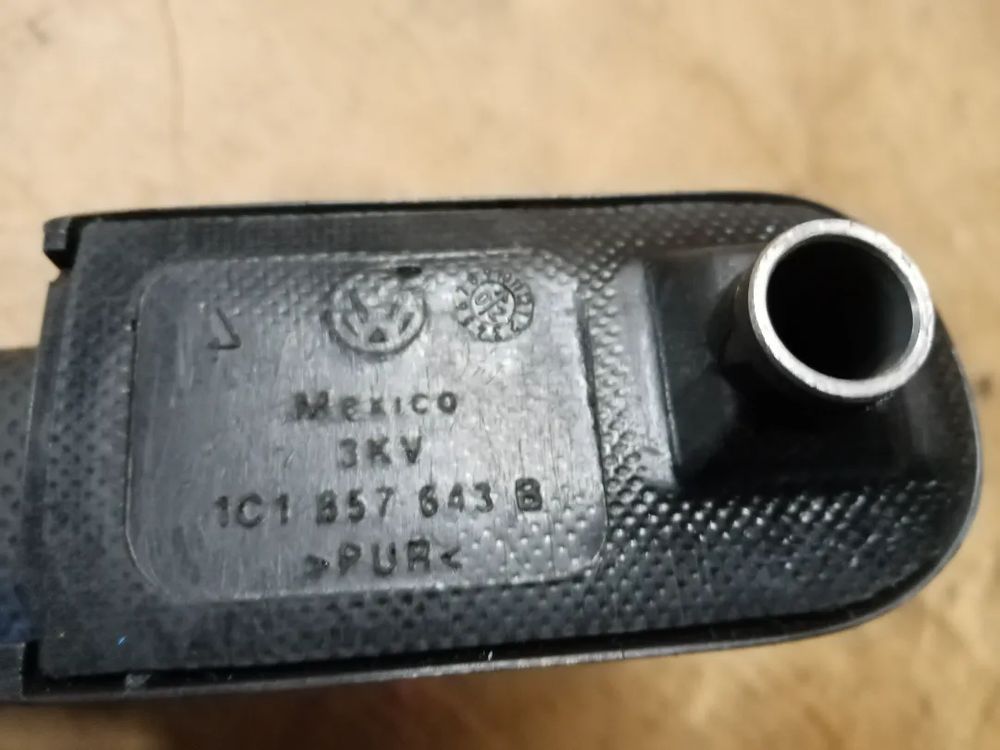 Mexico
3KV
1C1 857 643 B
>PUR<